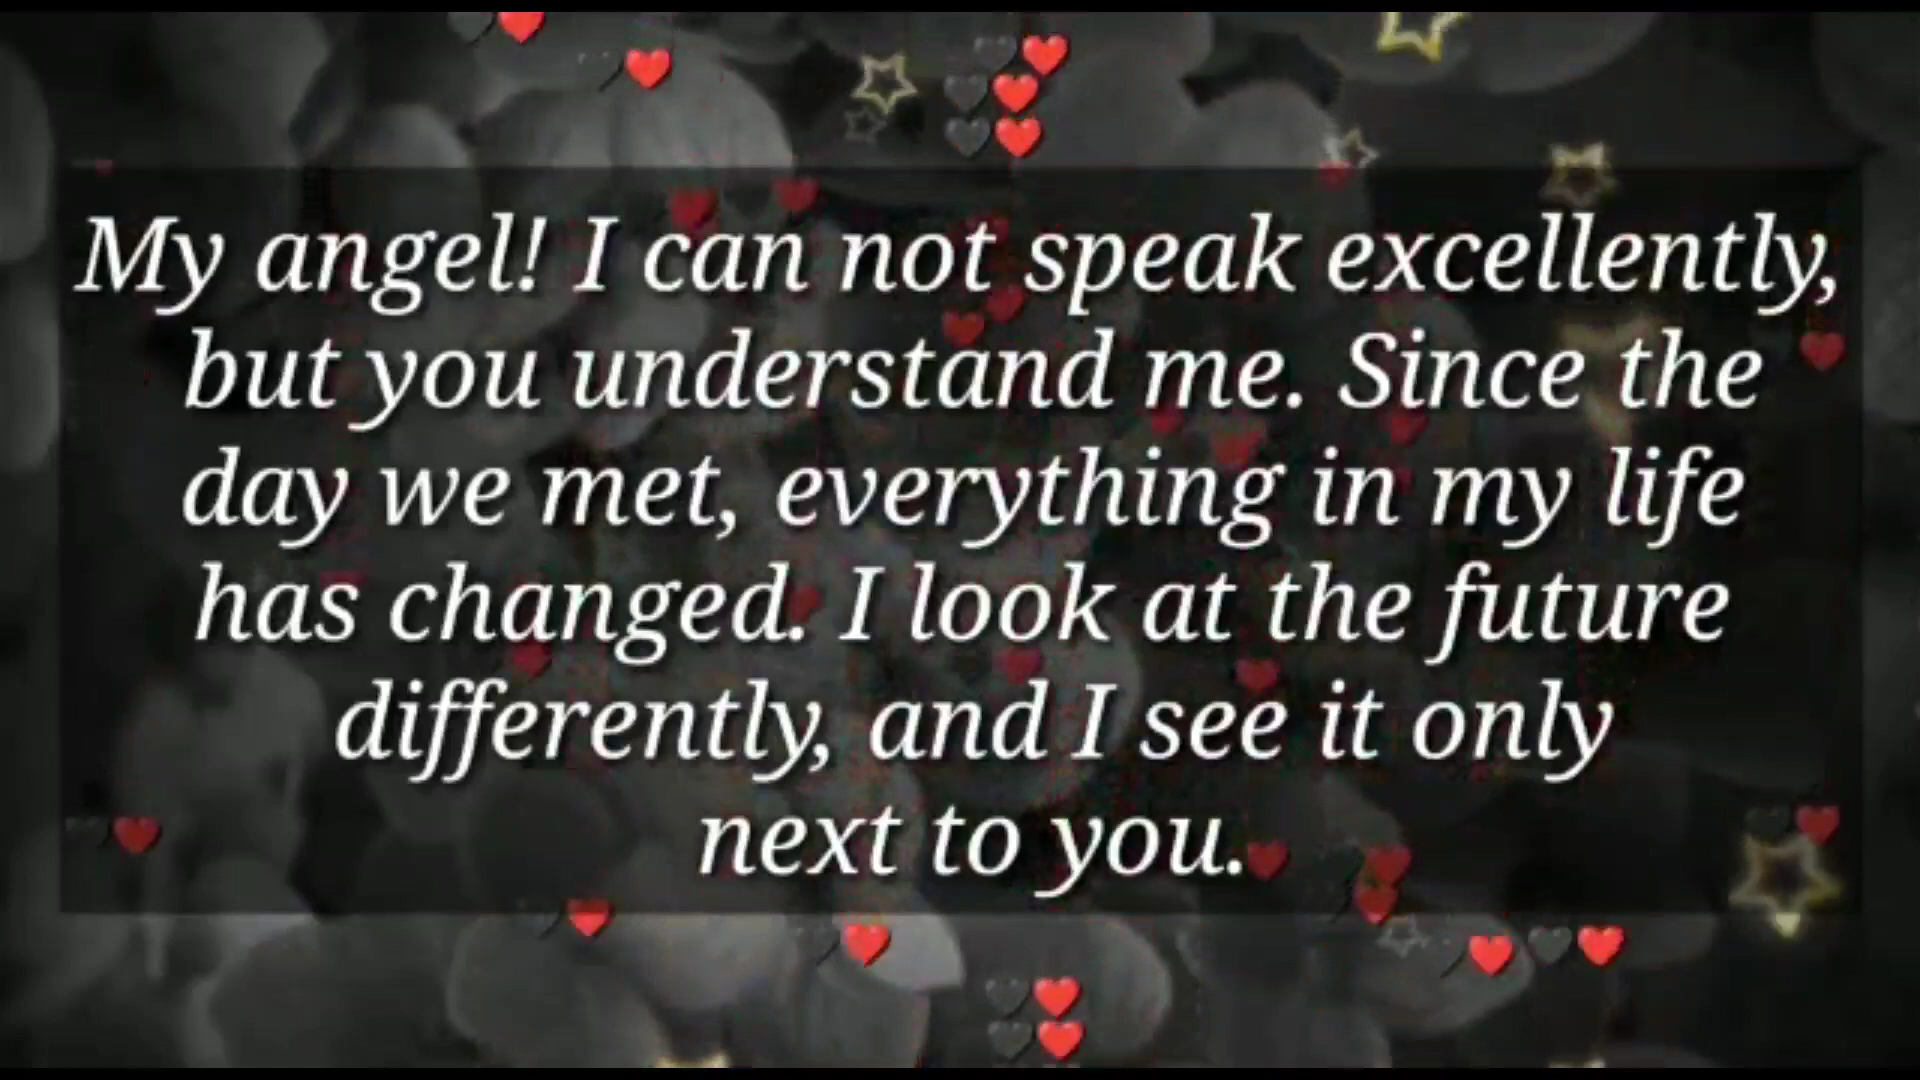 My angel! I can not speak excellently,
but you understand me. Since the
day we met, everything in my life
has changed. I look at the future
differently, and I see it only
next to you.